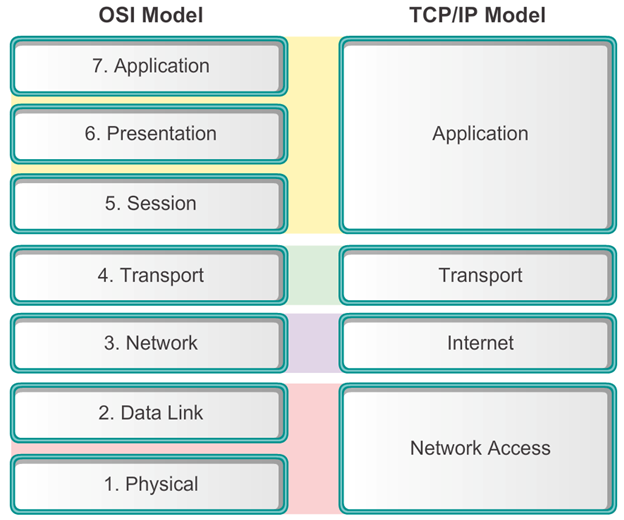 OSI Model
TCP/IP Model
7. Application
6. Presentation
5. Session
Application
4. Transport
Transport
3. Network
Internet
2. Data Link
1. Physical
Network Access